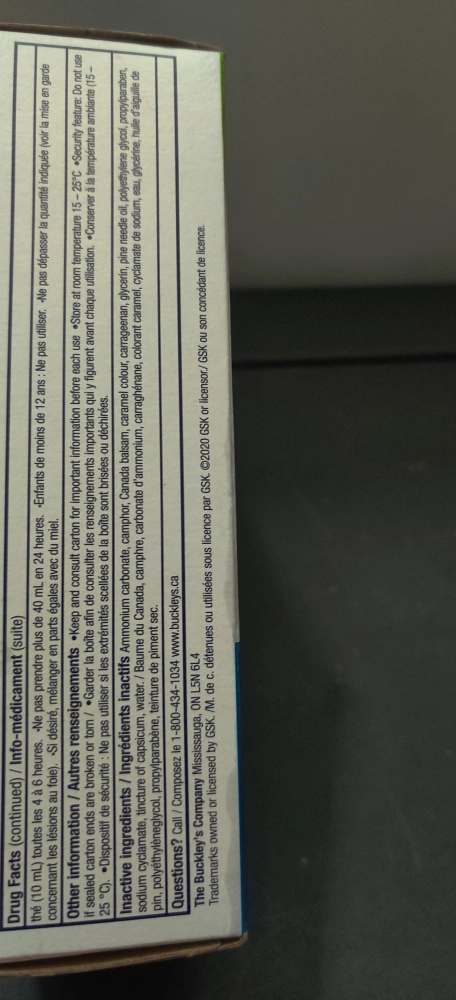 Drug Facts (continued) / Info-médicament (suite)
thé (10 mL) toutes les 4 à 6 heures. •Ne pas prendre plus de 40 mL en 24 heures. •Enfants de moins de 12 ans : Ne pas utiliser. •Ne pas dépasser la quantité indiquée (voir la mise en garde
concernant les lésions au foie). •Si désiré, mélanger en parts égales avec du miel.
Other information / Autres renseignements •Keep and consult carton for important information before each use •Store at room temperature 15 – 25°C •Security feature: Do not use
if sealed carton ends are broken or torn / •Garder la boîte afin de consulter les renseignements importants qui y figurent avant chaque utilisation. •Conserver à la température ambiante (15 –
25 °C). •Dispositif de sécurité : Ne pas utiliser si les extrémités scellées de la boîte sont brisées ou déchirées.
Inactive ingredients / Ingrédients inactifs Ammonium carbonate, camphor, Canada balsam, caramel colour, carrageenan, glycerin, pine needle oil, polyethylene glycol, propylparaben,
sodium cyclamate, tincture of capsicum, water. / Baume du Canada, camphre, carbonate d'ammonium, carraghénane, colorant caramel, cyclamate de sodium, eau, glycérine, huile d'aiguille de
pin, polyéthylèneglycol, propylparabène, teinture de piment sec.
Questions? Call / Composez le 1-800-434-1034 www.buckleys.ca
The Buckley's Company Mississauga, ON L5N 6L4
Trademarks owned or licensed by GSK. /M. de c. détenues ou utilisées sous licence par GSK. ©2020 GSK or licensor./ GSK ou son concédant de licence.